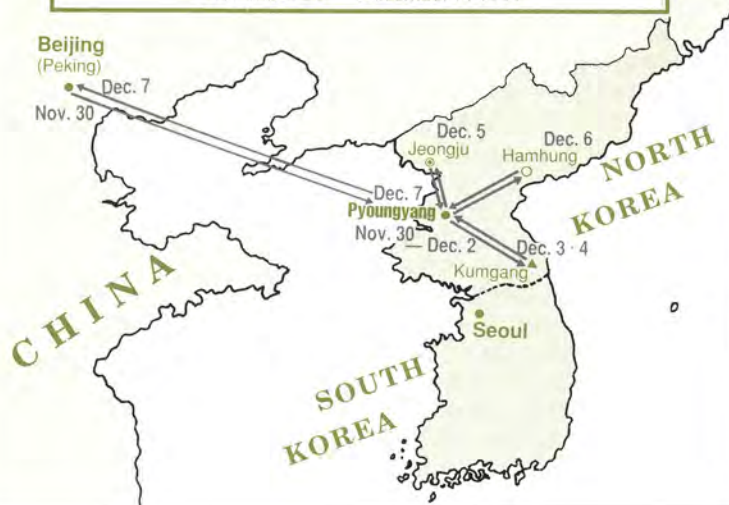 Beijing
(Peking)
Dec. 7
Nov. 30
Dec. 5
Jeongju
Dec. 6
Hamhung
NORTH
KOREA
Dec. 7
Pyoungyang
Nov. 30
— Dec. 2
Dec. 3 · 4
Kumgang
CHINA
Seoul
SOUTH
KOREA